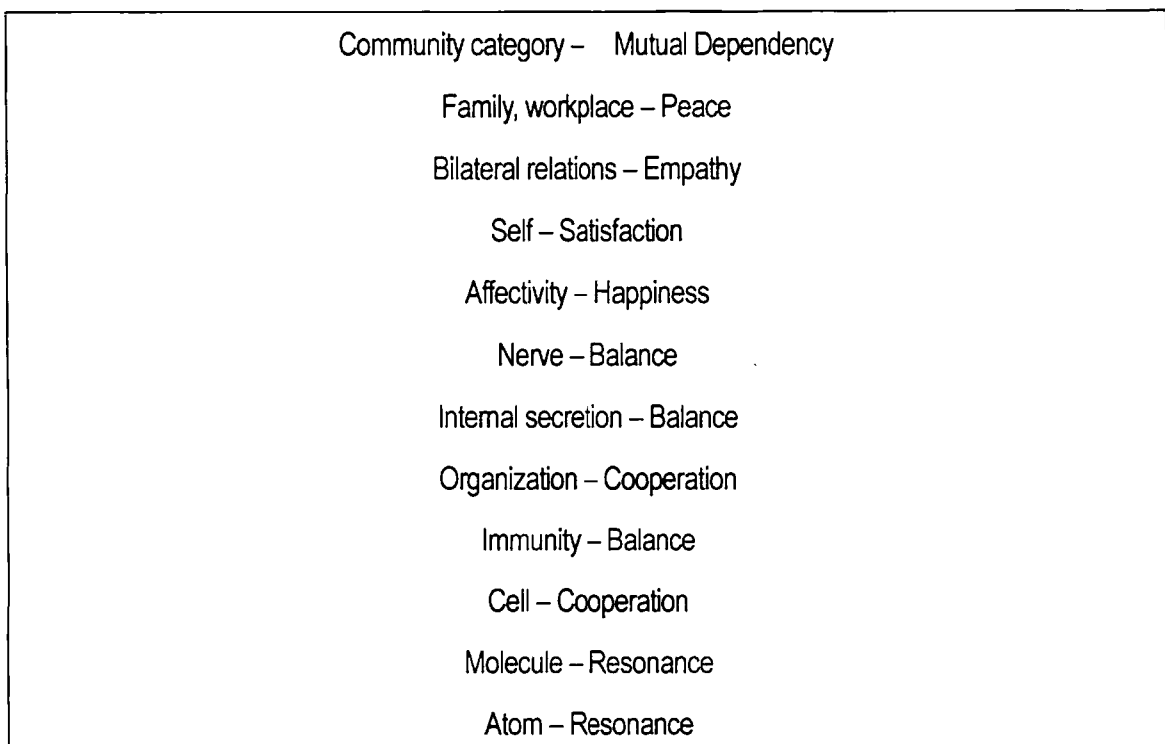 Community category – Mutual Dependency
Family, workplace – Peace
Bilateral relations – Empathy
Self – Satisfaction
Affectivity – Happiness
Nerve – Balance
Internal secretion – Balance
Organization – Cooperation
Immunity – Balance
Cell – Cooperation
Molecule – Resonance
Atom – Resonance